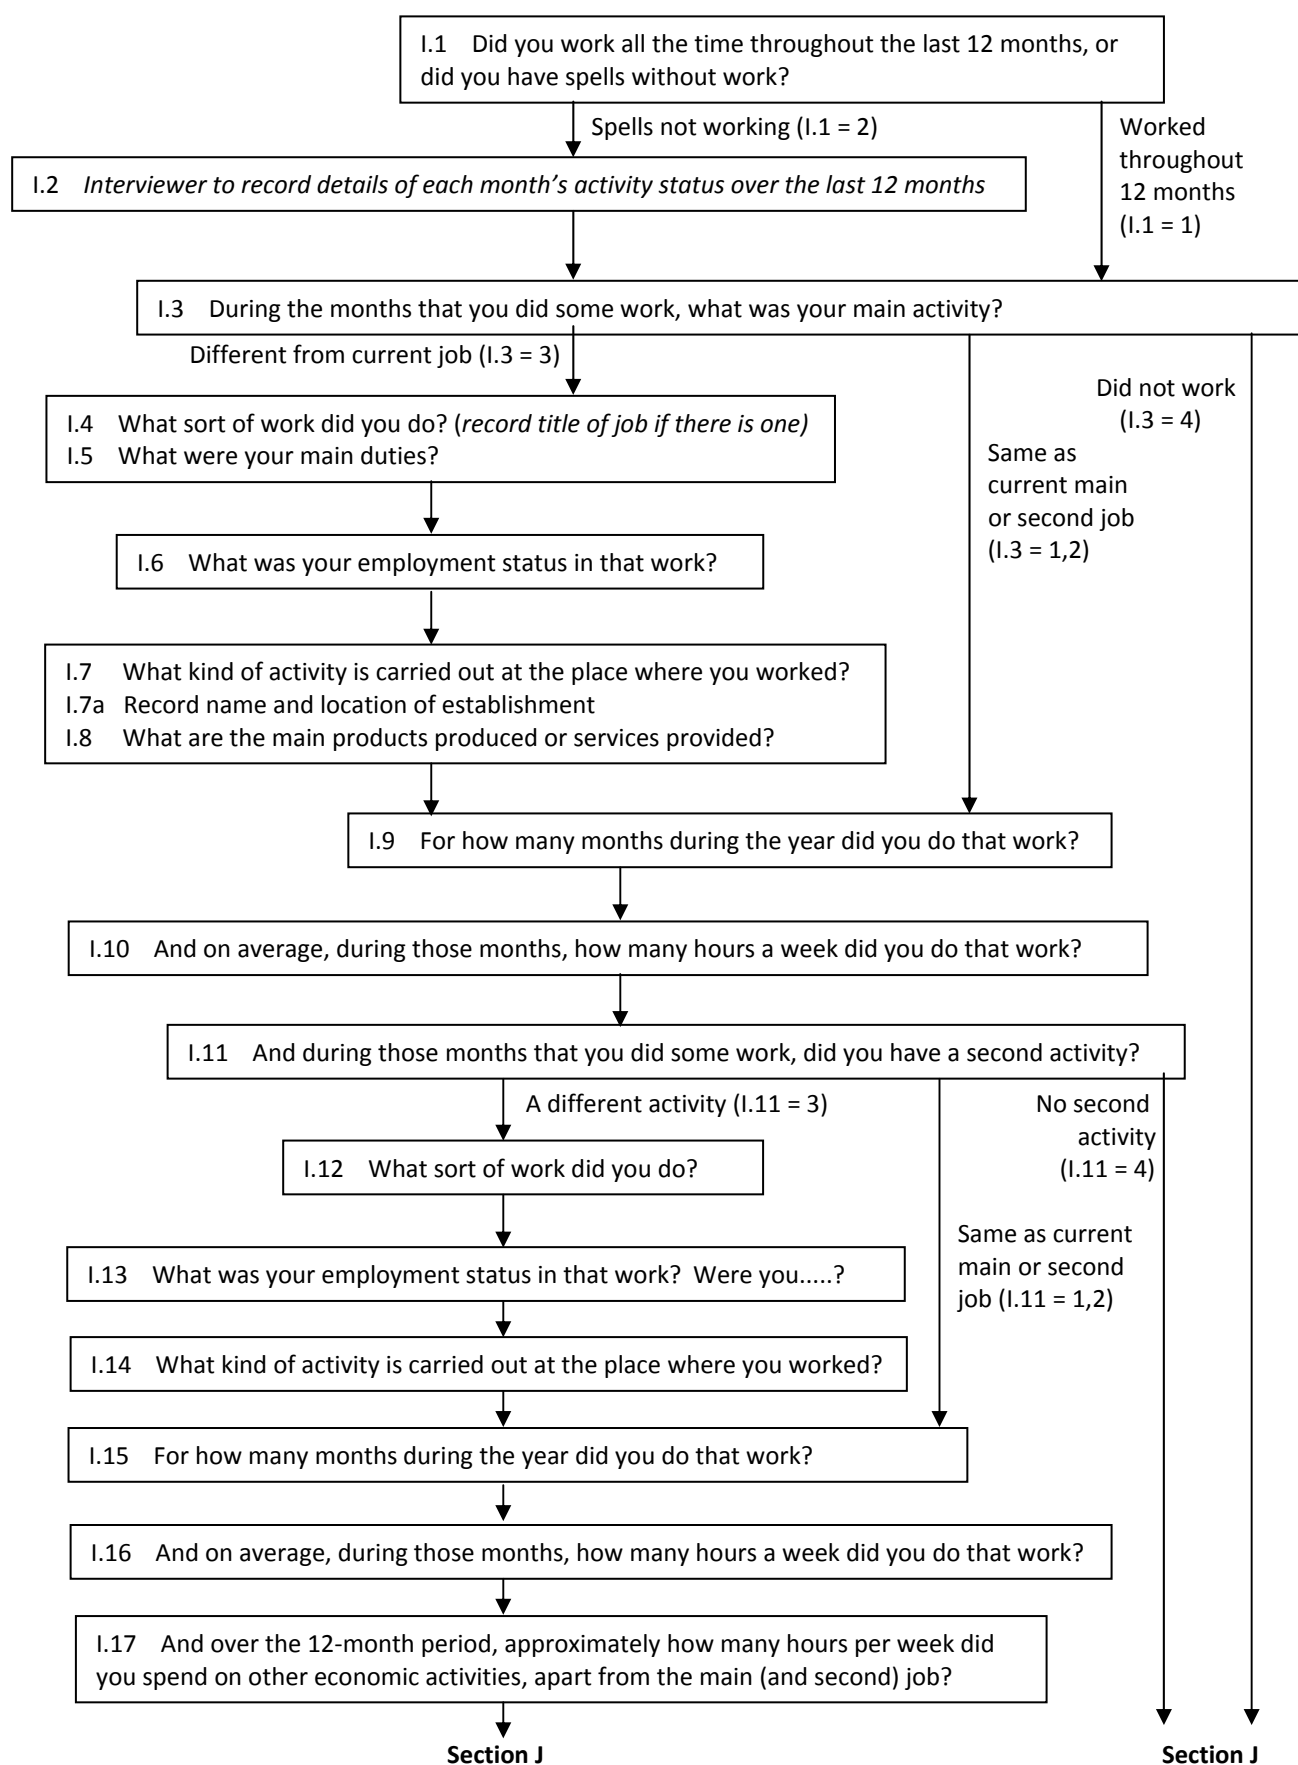 I.1 Did you work all the time throughout the last 12 months, or
did you have spells without work?
Spells not working (I.1 = 2)
Worked
throughout
12 months
(I.1 = 1)
I.2 Interviewer to record details of each month's activity status over the last 12 months
I.3 During the months that you did some work, what was your main activity?
Different from current job (I.3 = 3)
Did not work
(I.3 = 4)
I.4 What sort of work did you do? (record title of job if there is one)
I.5 What were your main duties?
Same as
current main
or second job
(I.3 = 1,2)
I.6 What was your employment status in that work?
I.7 What kind of activity is carried out at the place where you worked?
I.7a Record name and location of establishment
I.8 What are the main products produced or services provided?
I.9 For how many months during the year did you do that work?
I.10 And on average, during those months, how many hours a week did you do that work?
I.11 And during those months that you did some work, did you have a second activity?
A different activity (I.11 = 3)
No second
activity
(I.11 = 4)
I.12 What sort of work did you do?
Same as current
main or second
job (I.11 = 1,2)
I.13 What was your employment status in that work? Were you.....?
I.14 What kind of activity is carried out at the place where you worked?
I.15 For how many months during the year did you do that work?
I.16 And on average, during those months, how many hours a week did you do that work?
I.17 And over the 12-month period, approximately how many hours per week did
you spend on other economic activities, apart from the main (and second) job?
Section J
Section J